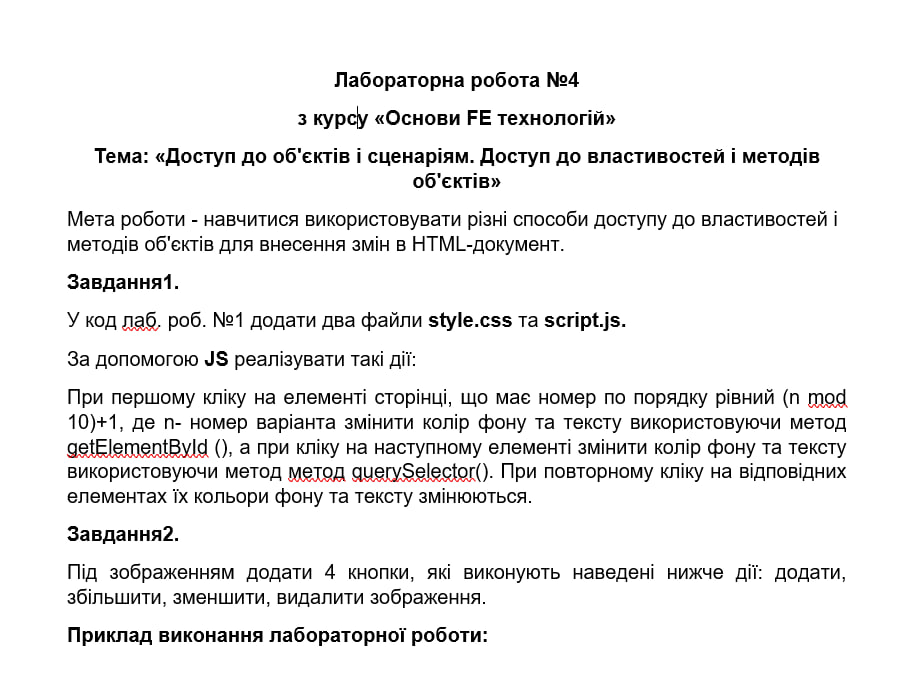 Лабораторна робота №4
з курсу «Основи FE технологій»
Тема: «Доступ до об'єктів і сценаріям. Доступ до властивостей і методів
об'єктів»
Мета роботи - навчитися використовувати різні способи доступу до властивостей і
методів об'єктів для внесення змін в HTML-документ.
Завдання1.
У код лаб. роб. №1 додати два файли style.css та script.js.
За допомогою JS реалізувати такі дії:
При першому кліку на елементі сторінці, що має номер по порядку рівний (n mod
10)+1, де n- номер варіанта змінити колір фону та тексту використовуючи метод
getElementById (), а при кліку на наступному елементі змінити колір фону та тексту
використовуючи метод метод querySelector(). При повторному кліку на відповідних
елементах їх кольори фону та тексту змінюються.
Завдання2.
Під зображенням додати 4 кнопки, які виконують наведені нижче дії: додати,
збільшити, зменшити, видалити зображення.
Приклад виконання лабораторної роботи: